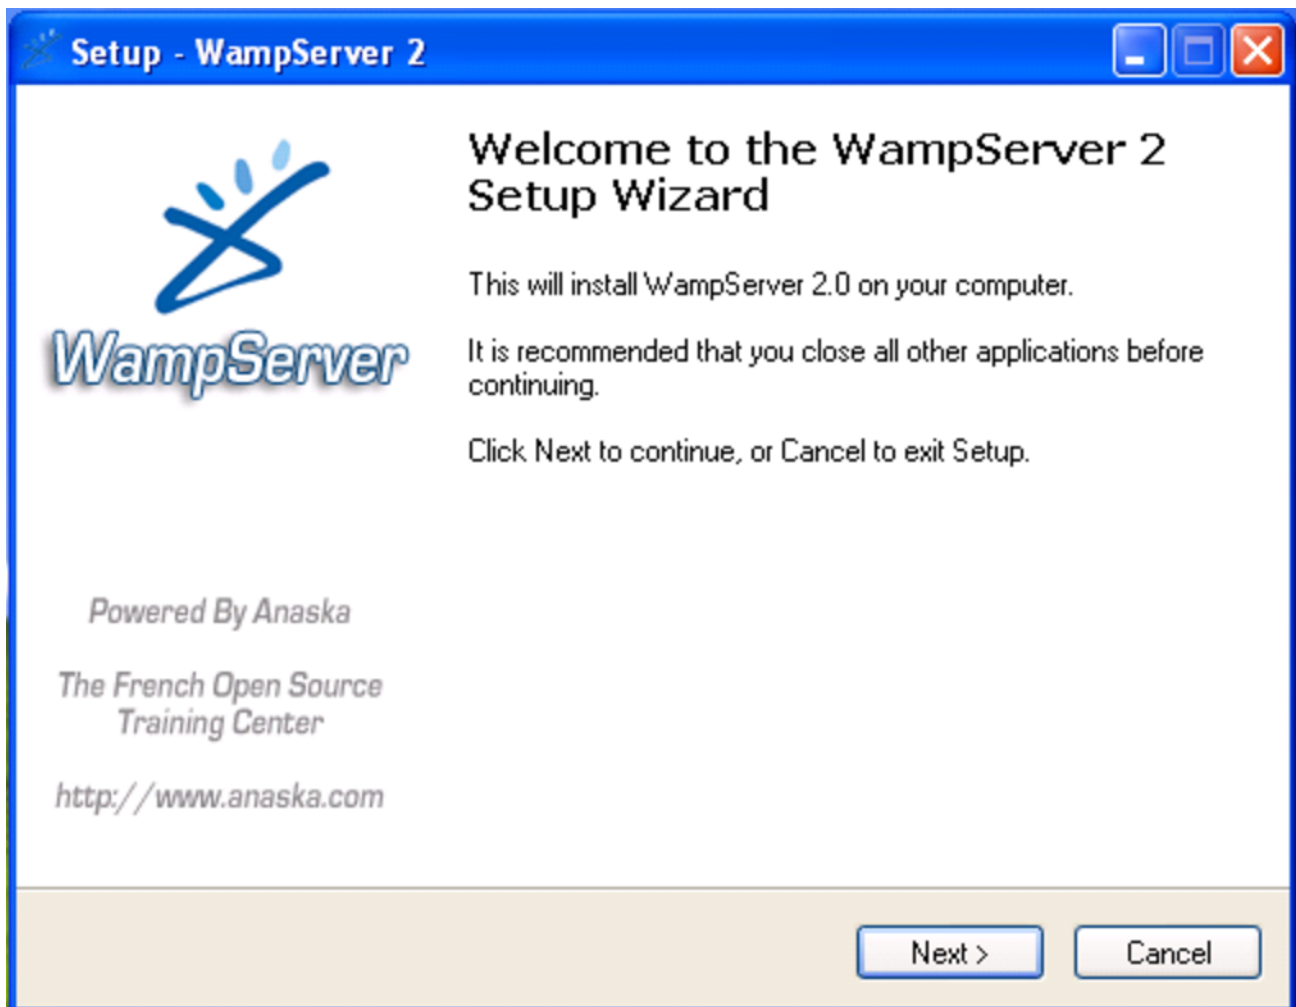 Setup - WampServer 2
Welcome to the WampServer 2
Setup Wizard
This will install WampServer 2.0 on your computer.
It is recommended that you close all other applications before
continuing.
Click Next to continue, or Cancel to exit Setup.
WampServer
Powered By Anaska
The French Open Source
Training Center
http://www.anaska.com
Next >
Cancel